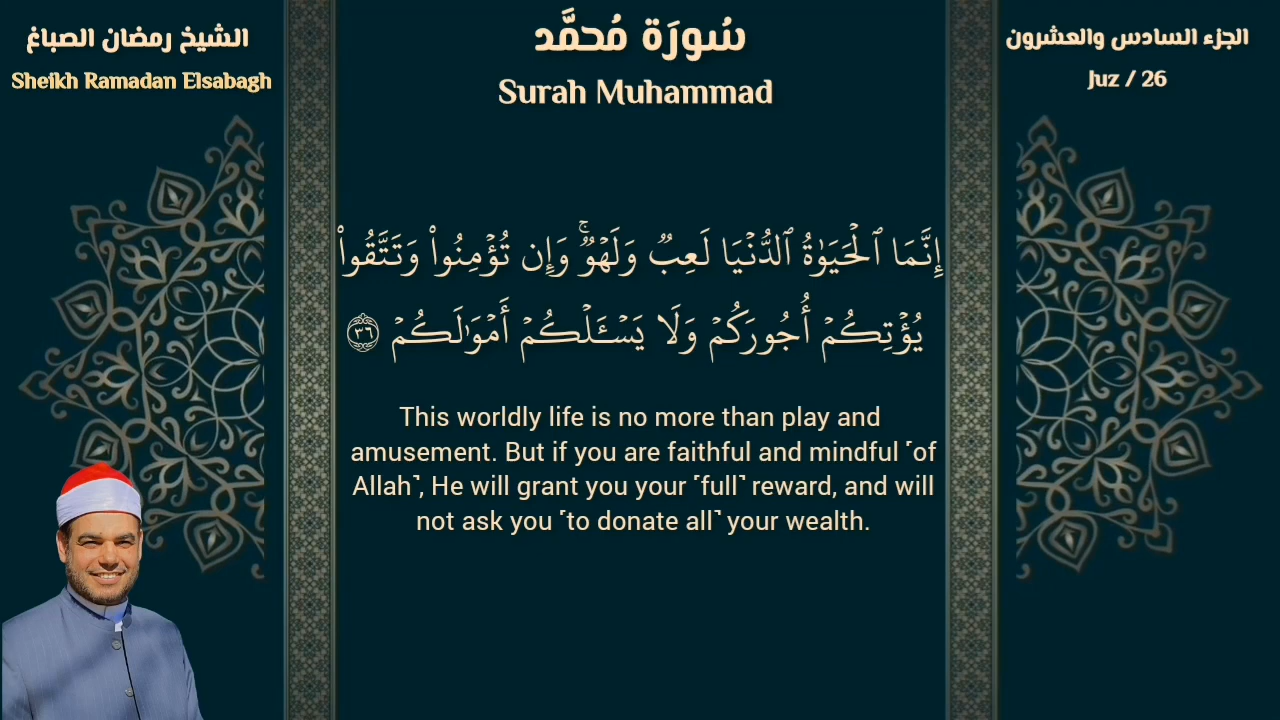 الشيخ رمضان الصباغ
Sheikh Ramadan Elsabagh
سُورَة مُحمَّد
Surah Muhammad
الجزء السادس والعشرون
Juz / 26
إِنَّمَا ٱلْحَيَوٰةُ ٱلدُّنْيَا لَعِبٌ وَلَهْوٌ ۚ وَإِن تُؤْمِنُوا۟ وَتَتَّقُوا۟
يُؤْتِكُمْ أُجُورَكُمْ وَلَا يَسْـَٔلْكُمْ أَمْوَٰلَكُمْ ٣٦
This worldly life is no more than play and
amusement. But if you are faithful and mindful ˹of
Allah˺, He will grant you your ˹full˺ reward, and will
not ask you ˹to donate all˺ your wealth.